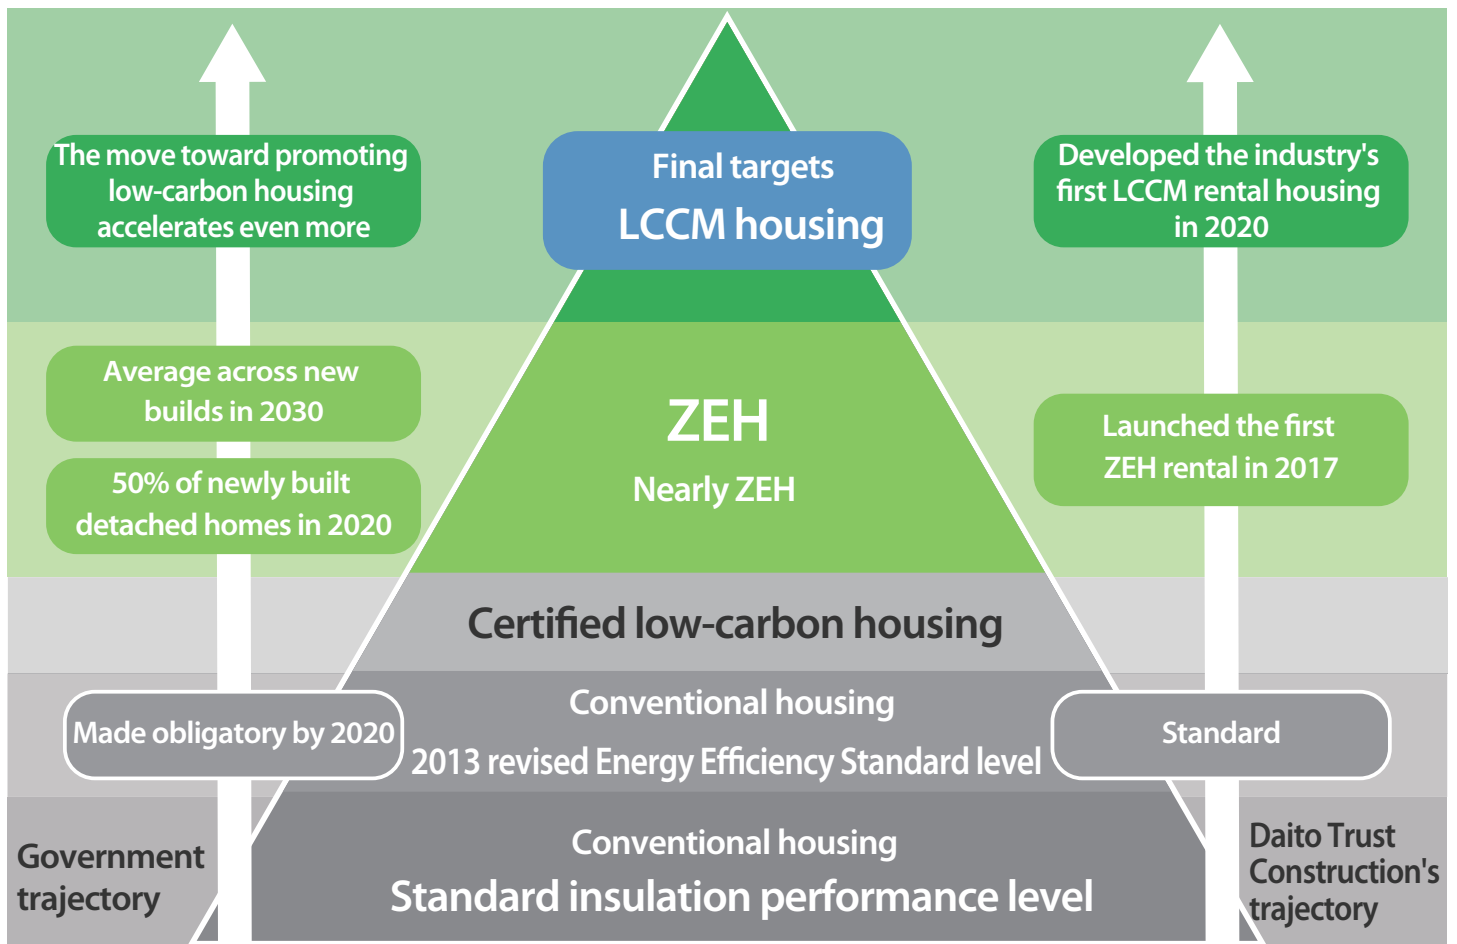 The move toward promoting
low-carbon housing
accelerates even more
Final targets
LCCM housing
Developed the industry's
first LCCM rental housing
in 2020
Average across new
builds in 2030
50% of newly built
detached homes in 2020
ZEH
Nearly ZEH
Launched the first
ZEH rental in 2017
Certified low-carbon housing
Made obligatory by 2020
Conventional housing
2013 revised Energy Efficiency Standard level
Standard
Government
trajectory
Conventional housing
Standard insulation performance level
Daito Trust
Construction's
trajectory